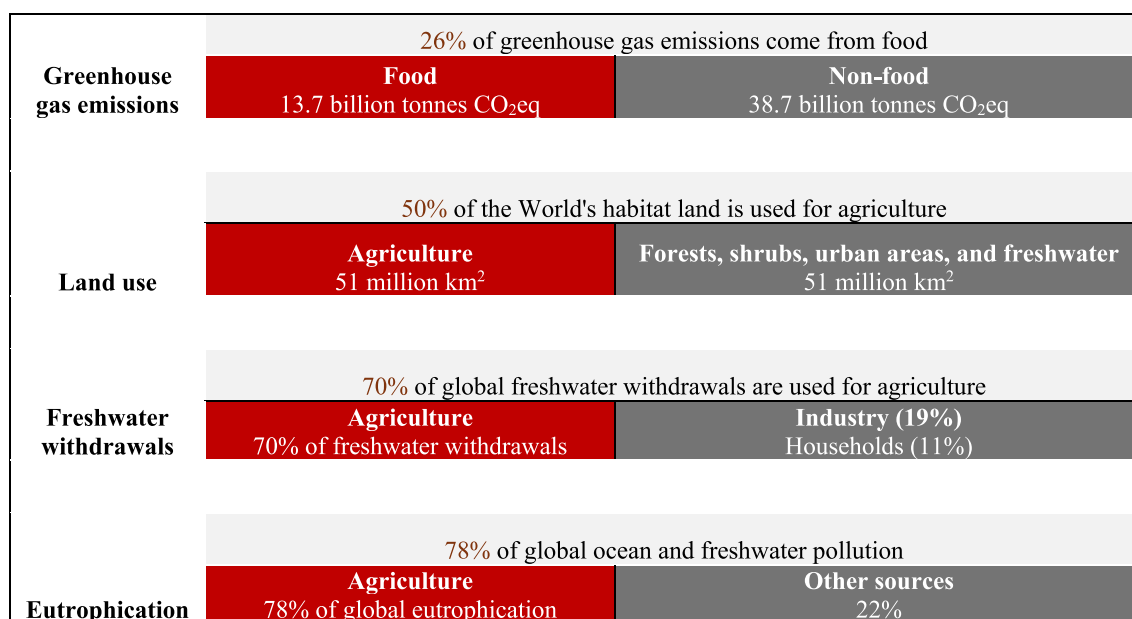 26% of greenhouse gas emissions come from food
Greenhouse
gas emissions
Food
13.7 billion tonnes CO₂eq
Non-food
38.7 billion tonnes CO₂eq
50% of the World's habitat land is used for agriculture
Land use
Agriculture
51 million km²
Forests, shrubs, urban areas, and freshwater
51 million km²
70% of global freshwater withdrawals are used for agriculture
Freshwater
withdrawals
Agriculture
70% of freshwater withdrawals
Industry (19%)
Households (11%)
78% of global ocean and freshwater pollution
Eutrophication
Agriculture
78% of global eutrophication
Other sources
22%